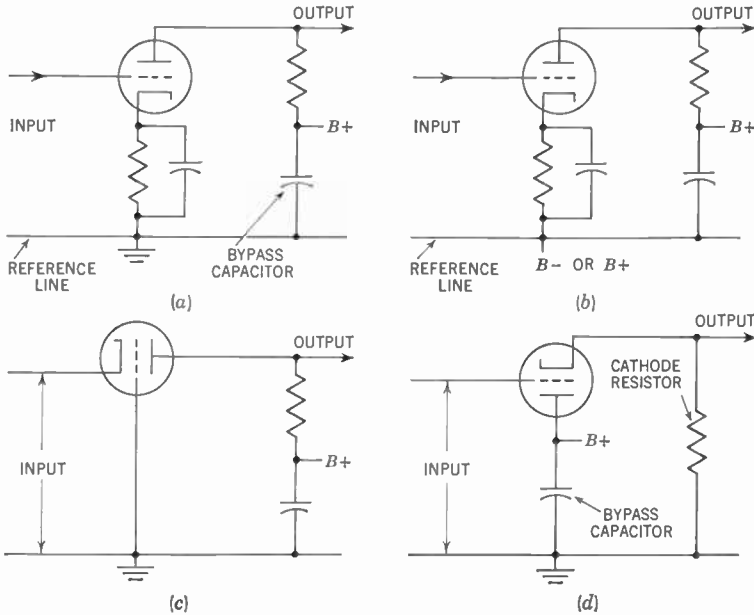 OUTPUT
INPUT
B+
REFERENCE
LINE
BYPASS
CAPACITOR
(a)
OUTPUT
INPUT
B+
REFERENCE
LINE
B- OR B+
(b)
OUTPUT
INPUT
B+
(c)
OUTPUT
CATHODE
RESISTOR
INPUT
B+
BYPASS
CAPACITOR
(d)